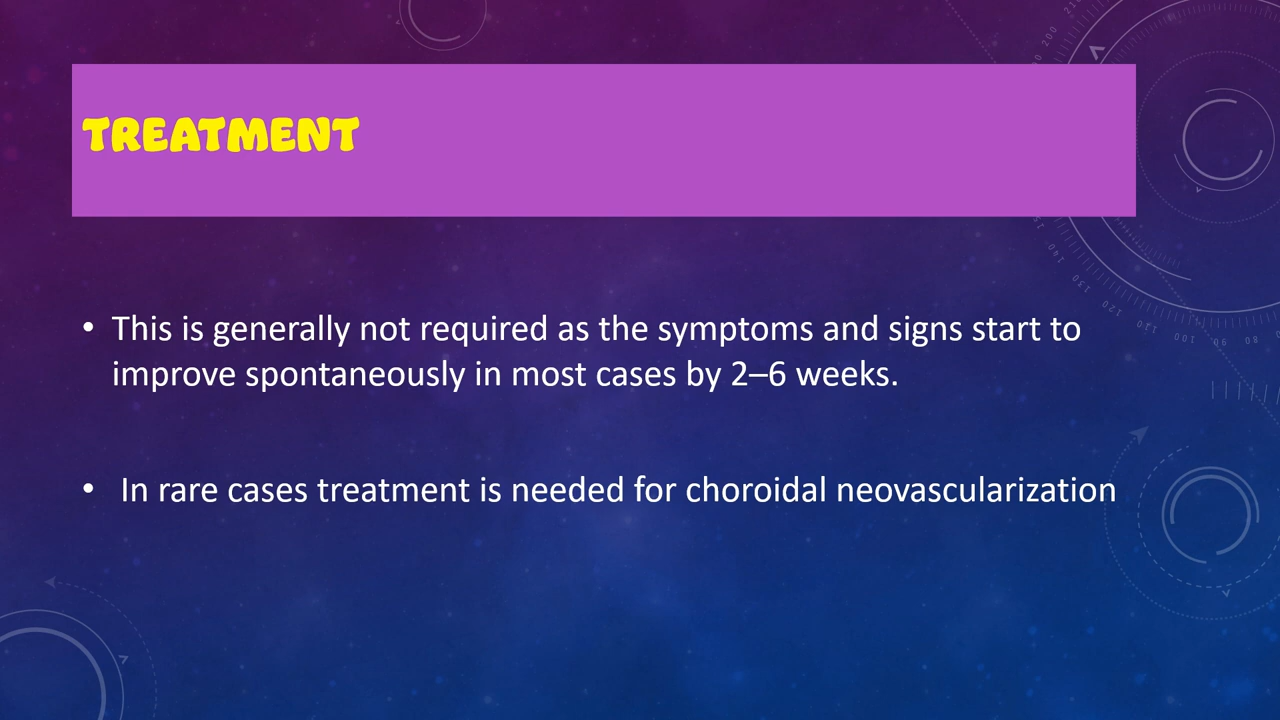 TREATMENT
• This is generally not required as the symptoms and signs start to
improve spontaneously in most cases by 2–6 weeks.
• In rare cases treatment is needed for choroidal neovascularization